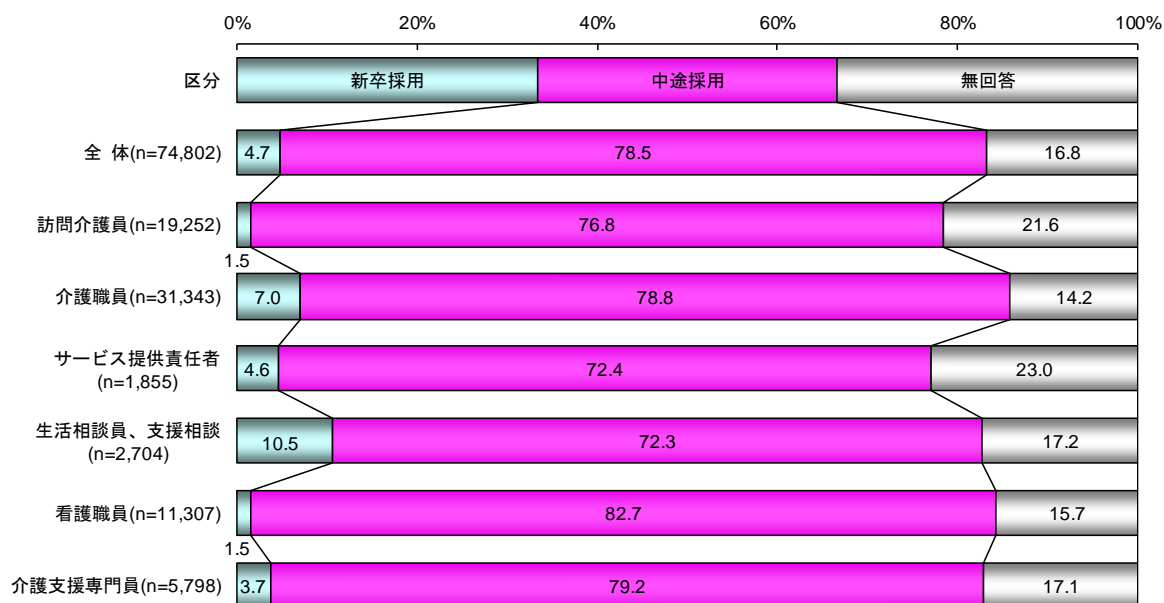 0% 20% 40% 60% 80% 100%
区分 新卒採用 中途採用 無回答
全 体(n=74,802) 4.7 78.5 16.8
訪問介護員(n=19,252) 76.8 21.6
1.5
介護職員(n=31,343) 7.0 78.8 14.2
サービス提供責任者
(n=1,855) 4.6 72.4 23.0
生活相談員、支援相談
(n=2,704) 10.5 72.3 17.2
看護職員(n=11,307) 82.7 15.7
1.5
介護支援専門員(n=5,798) 3.7 79.2 17.1